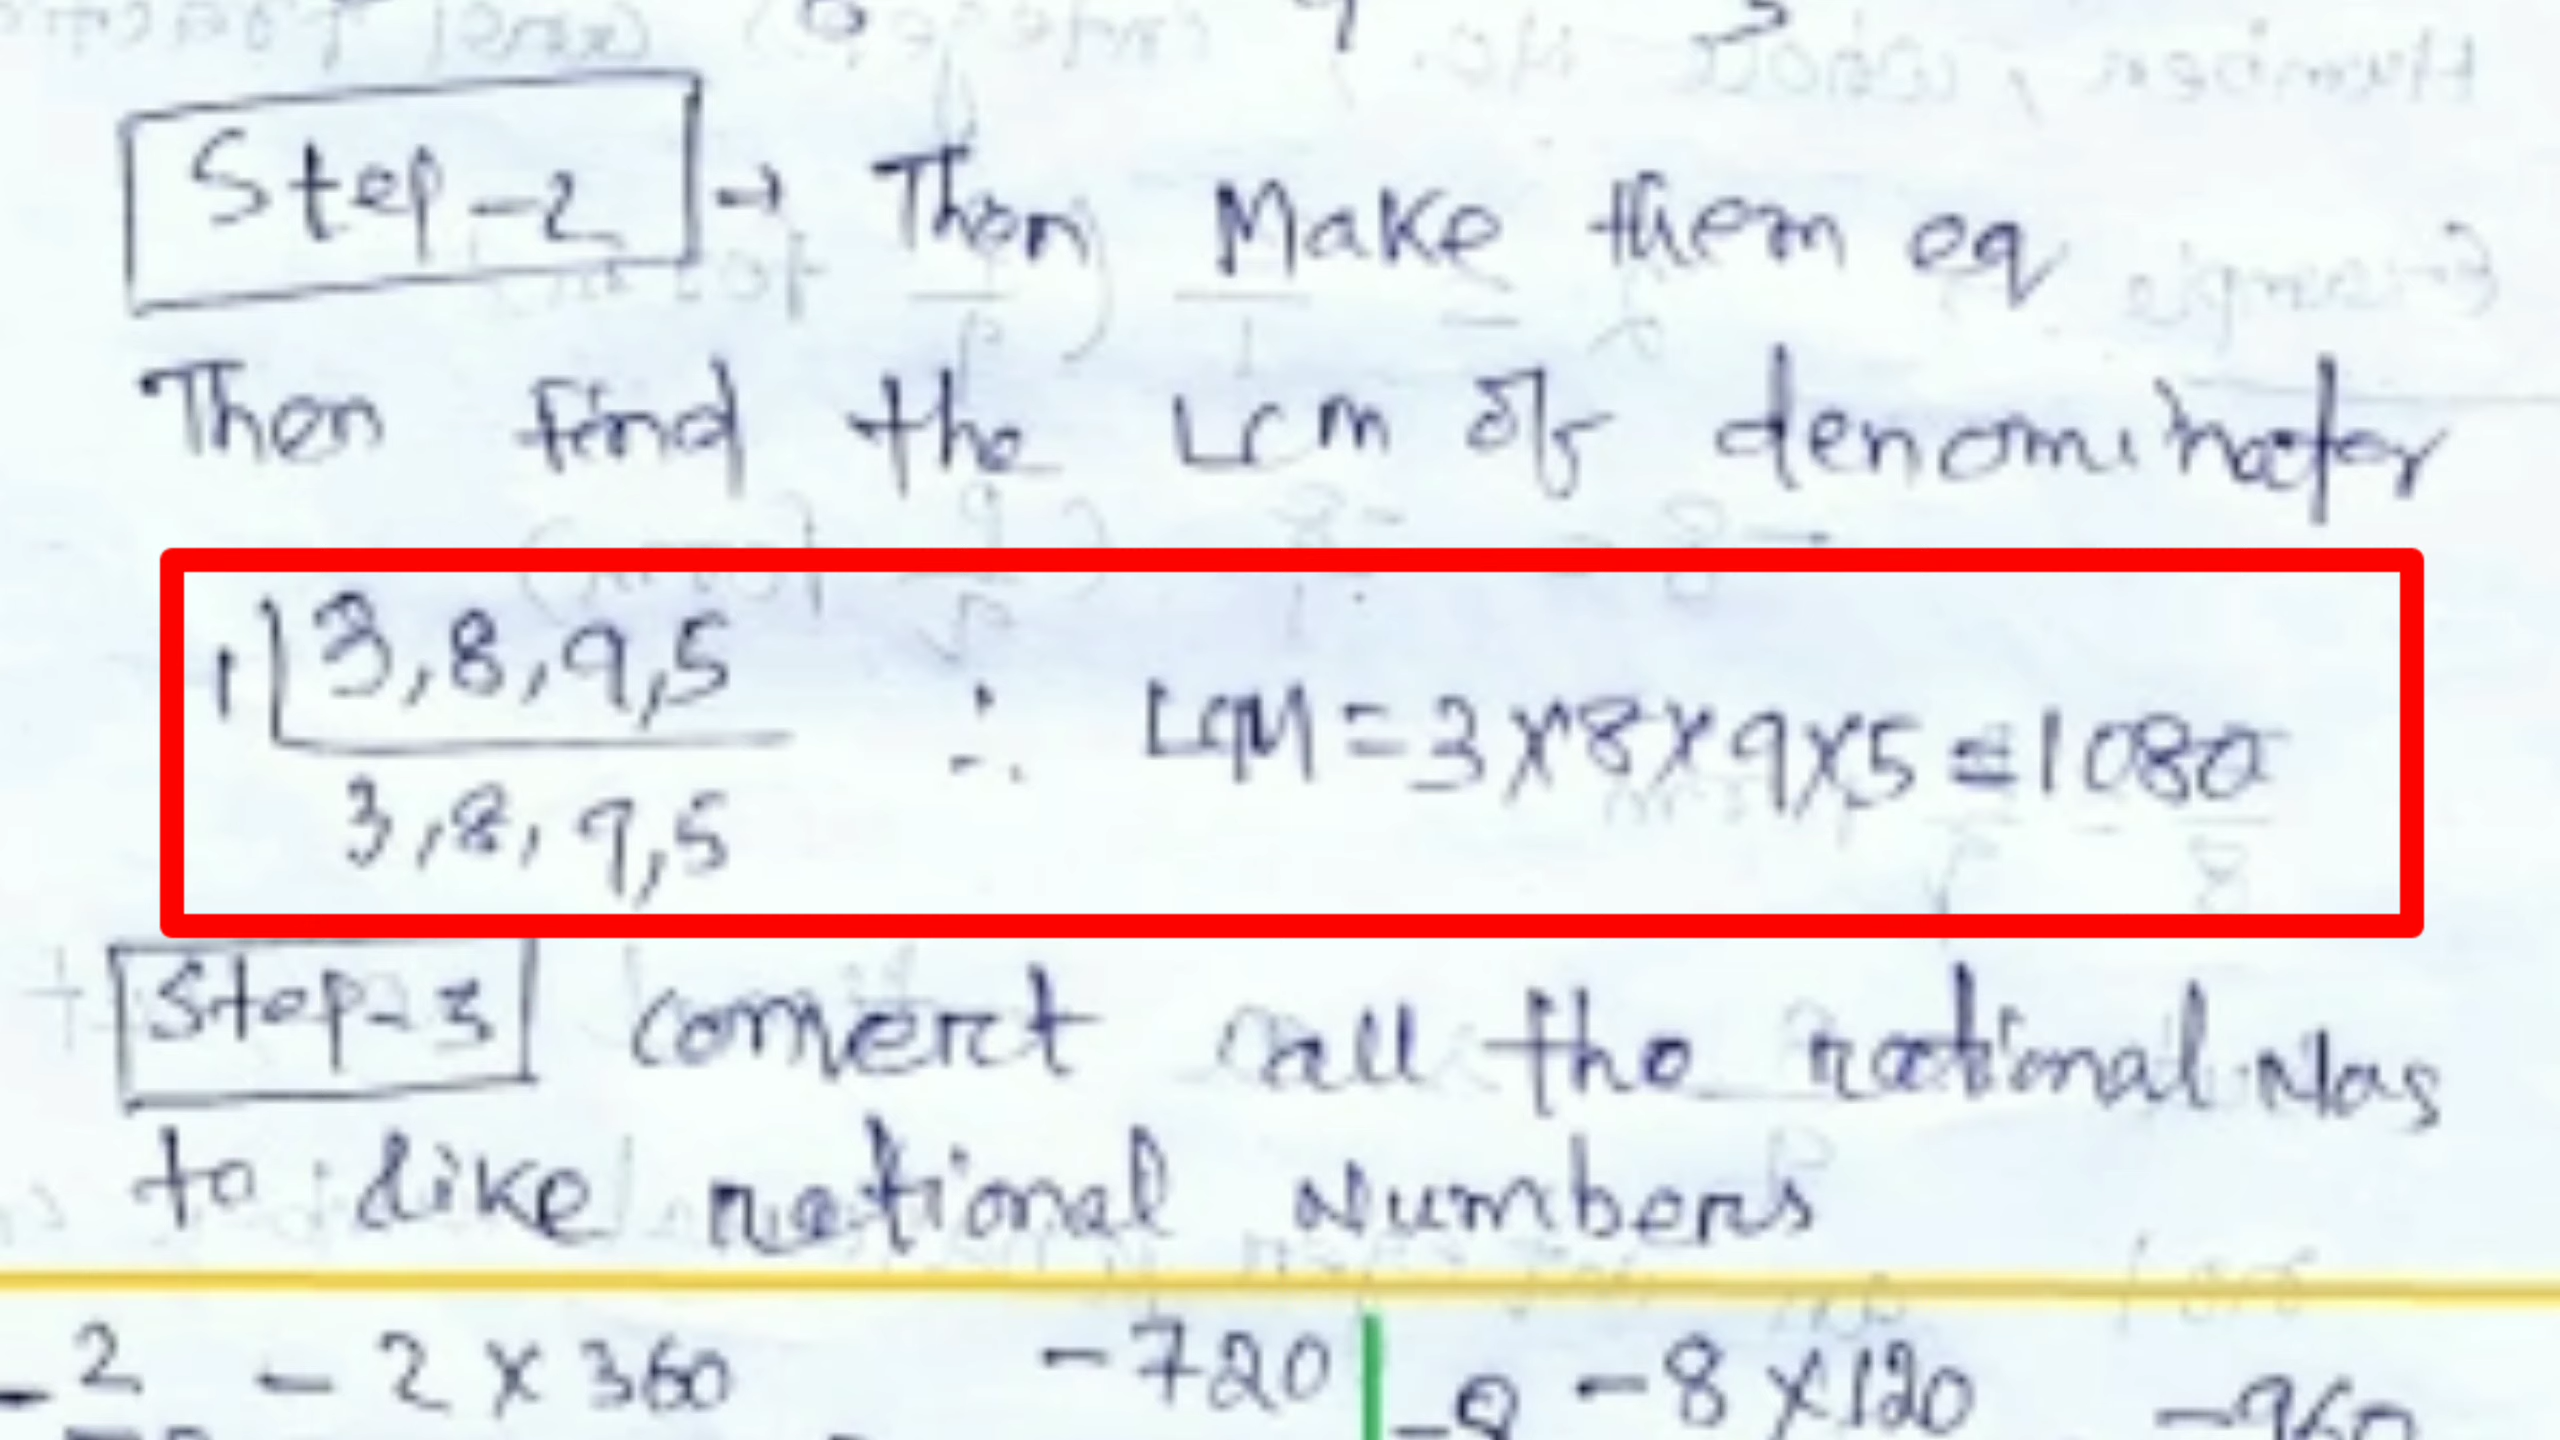 Step-2 → Then Make them eq
Then find the LCM of denominator
1 3,8,9,5
3,8,9,5
∴ LCM = 3×8×9×5 = 1080
Step-3 convert all the rational Nos
to like rational Numbers
-2 -2×360 -720
-8×120 -960